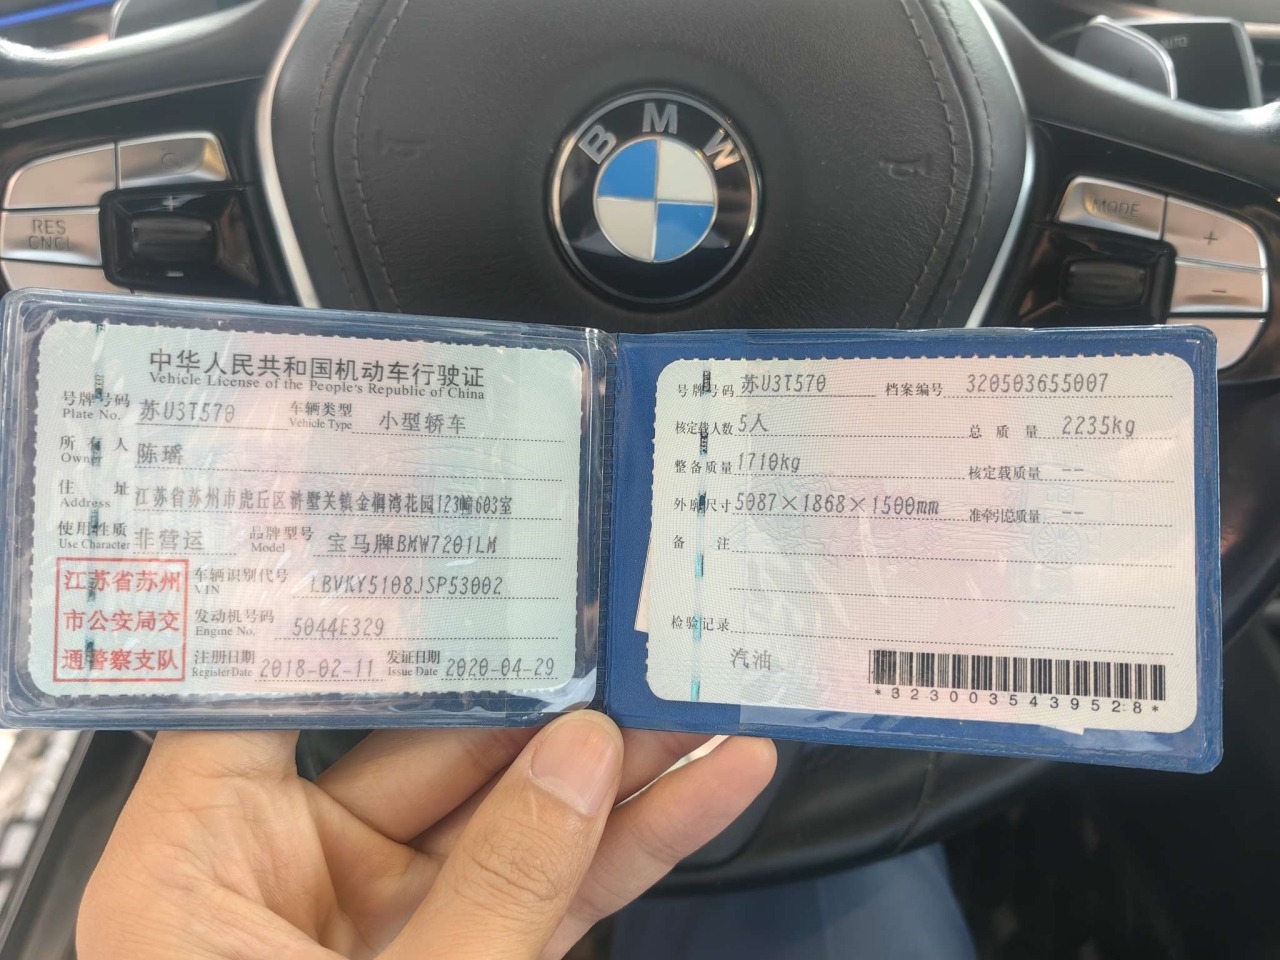 BMW
AUTO
RES
CNCL
+
−
MODE
+
−
中华人民共和国机动车行驶证
Vehicle License of the People's Republic of China
号牌号码 苏U3T570 车辆类型 小型轿车
Plate No. Vehicle Type
所有人 陈瑶
Owner
住址 江苏省苏州市虎丘区浒墅关镇金榈湾花园123幢603室
Address
使用性质 非营运 品牌型号 宝马牌BMW7201LM
Use Character Model
江苏省苏州
市公安局交
通警察支队
车辆识别代号 LBVKY5108JSP53002
VIN
发动机号码 5044E329
Engine No.
注册日期 2018-02-11 发证日期 2020-04-29
Register Date Issue Date
号牌号码 苏U3T570 档案编号 320503655007
核定载人数 5人 总质量 2235kg
整备质量 1710kg 核定载质量 --
外廓尺寸 5087×1868×1500mm 准牵引总质量 --
备注
检验记录
汽油
*3230035439528*